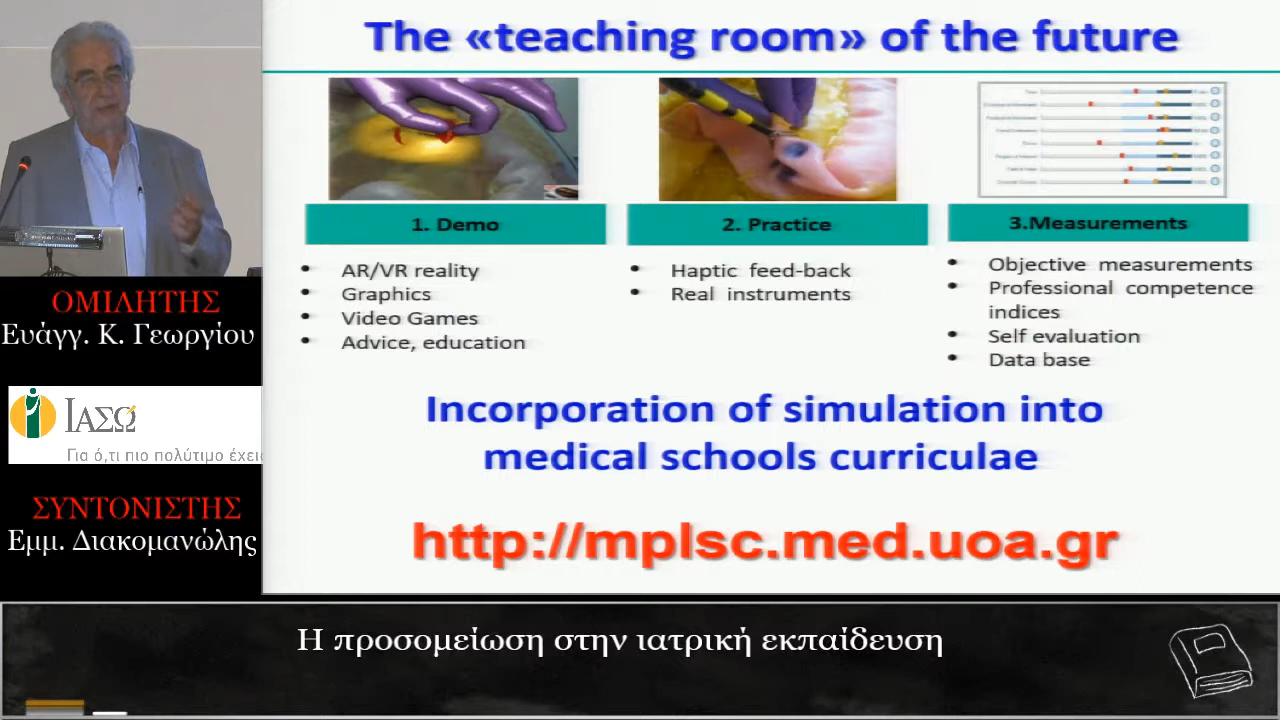 The «teaching room» of the future
1. Demo
AR/VR reality
Graphics
Video Games
Advice, education
2. Practice
Haptic feed-back
Real instruments
3.Measurements
Objective measurements
Professional competence
indices
Self evaluation
Data base
Incorporation of simulation into
medical schools curriculae
http://mplsc.med.uoa.gr
ΟΜΙΛΗΤΗΣ
Ευάγγ. Κ. Γεωργίου
ΙΑΣΩ
Για ό,τι πιο πολύτιμο έχει
ΣΥΝΤΟΝΙΣΤΗΣ
Εμμ. Διακομανώλης
Η προσομείωση στην ιατρική εκπαίδευση